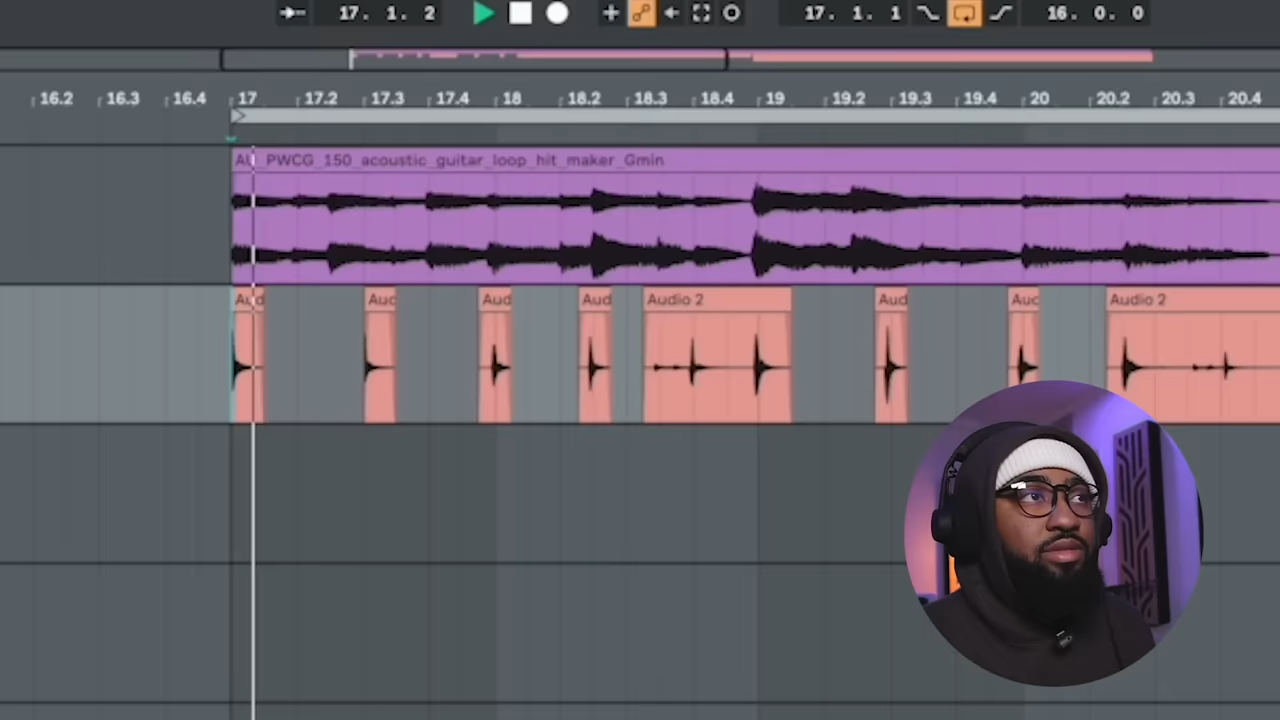 17. 1. 2 17. 1. 1 16. 0. 0
16.2 16.3 16.4 17 17.2 17.3 17.4 18 18.2 18.3 18.4 19 19.2 19.3 19.4 20 20.2 20.3 20.4
PWCG_150_acoustic_guitar_loop_hit_maker_Gmin
Aud Aud Aud Aud Audio 2 Aud Aud Audio 2